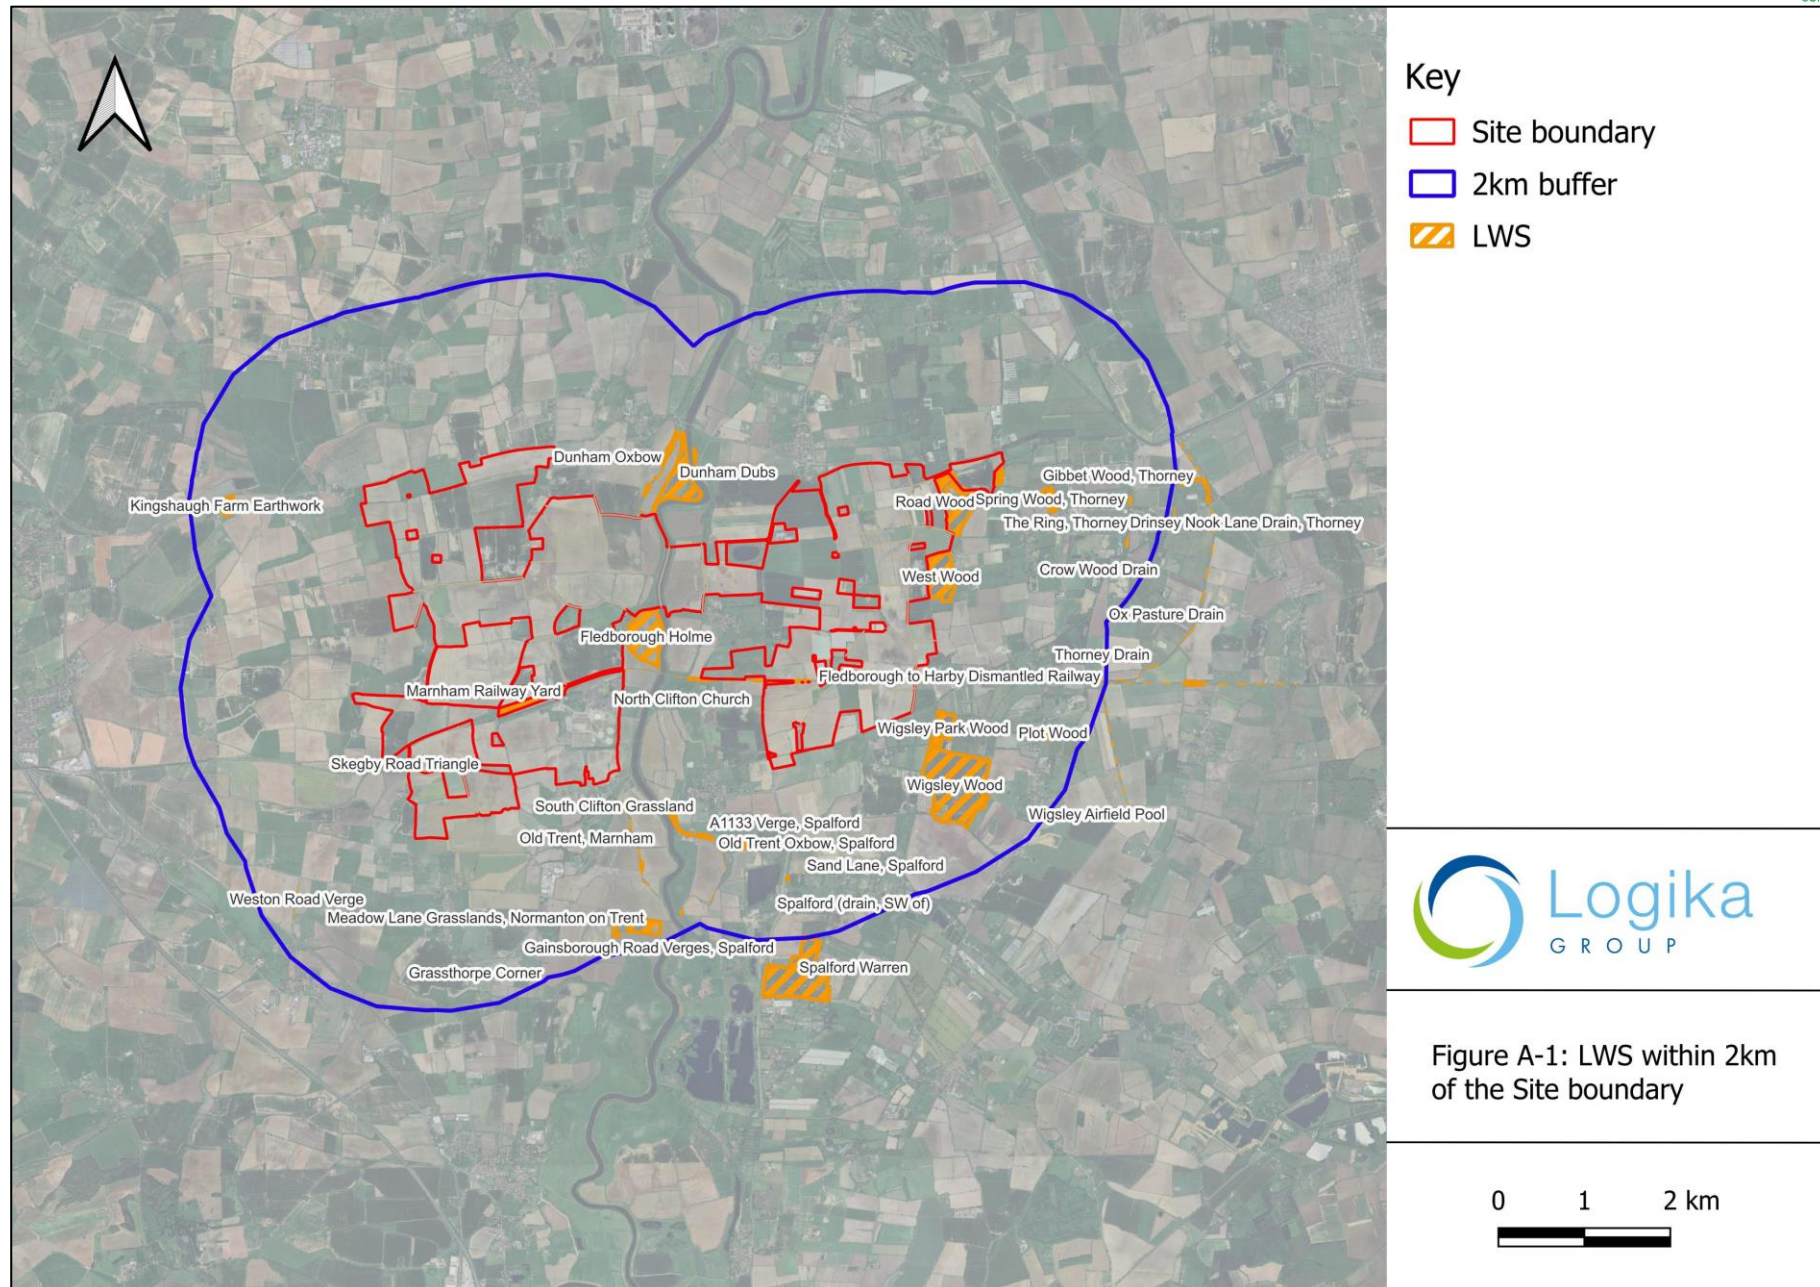 Key
Site boundary
2km buffer
LWS
Dunham Oxbow
Dunham Dubs
Kingshaugh Farm Earthwork
Gibbet Wood, Thorney
Road Wood
Spring Wood, Thorney
The Ring, Thorney
Drinsey Nook Lane Drain, Thorney
West Wood
Crow Wood Drain
Ox Pasture Drain
Fledborough Holme
Thorney Drain
Fledborough to Harby Dismantled Railway
Marnham Railway Yard
North Clifton Church
Wigsley Park Wood
Plot Wood
Skegby Road Triangle
Wigsley Wood
South Clifton Grassland
Wigsley Airfield Pool
A1133 Verge, Spalford
Old Trent, Marnham
Old Trent Oxbow, Spalford
Sand Lane, Spalford
Weston Road Verge
Spalford (drain, SW of)
Meadow Lane Grasslands, Normanton on Trent
Gainsborough Road Verges, Spalford
Grassthorpe Corner
Spalford Warren
Logika
GROUP
Figure A-1: LWS within 2km
of the Site boundary
0 1 2 km